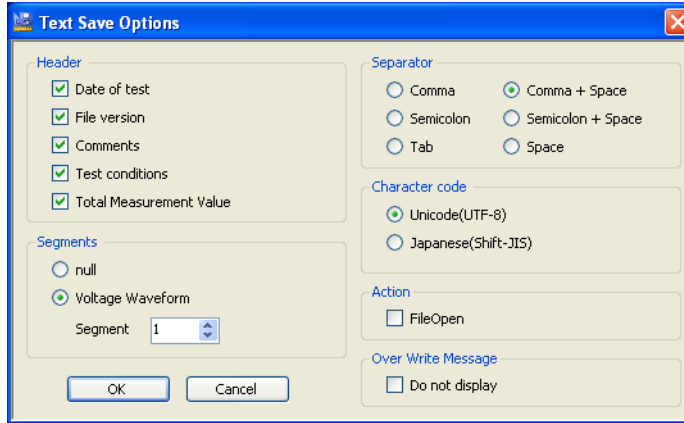 Text Save Options
Header
Date of test
File version
Comments
Test conditions
Total Measurement Value
Segments
null
Voltage Waveform
Segment 1
OK Cancel
Separator
Comma Comma + Space
Semicolon Semicolon + Space
Tab Space
Character code
Unicode(UTF-8)
Japanese(Shift-JIS)
Action
FileOpen
Over Write Message
Do not display